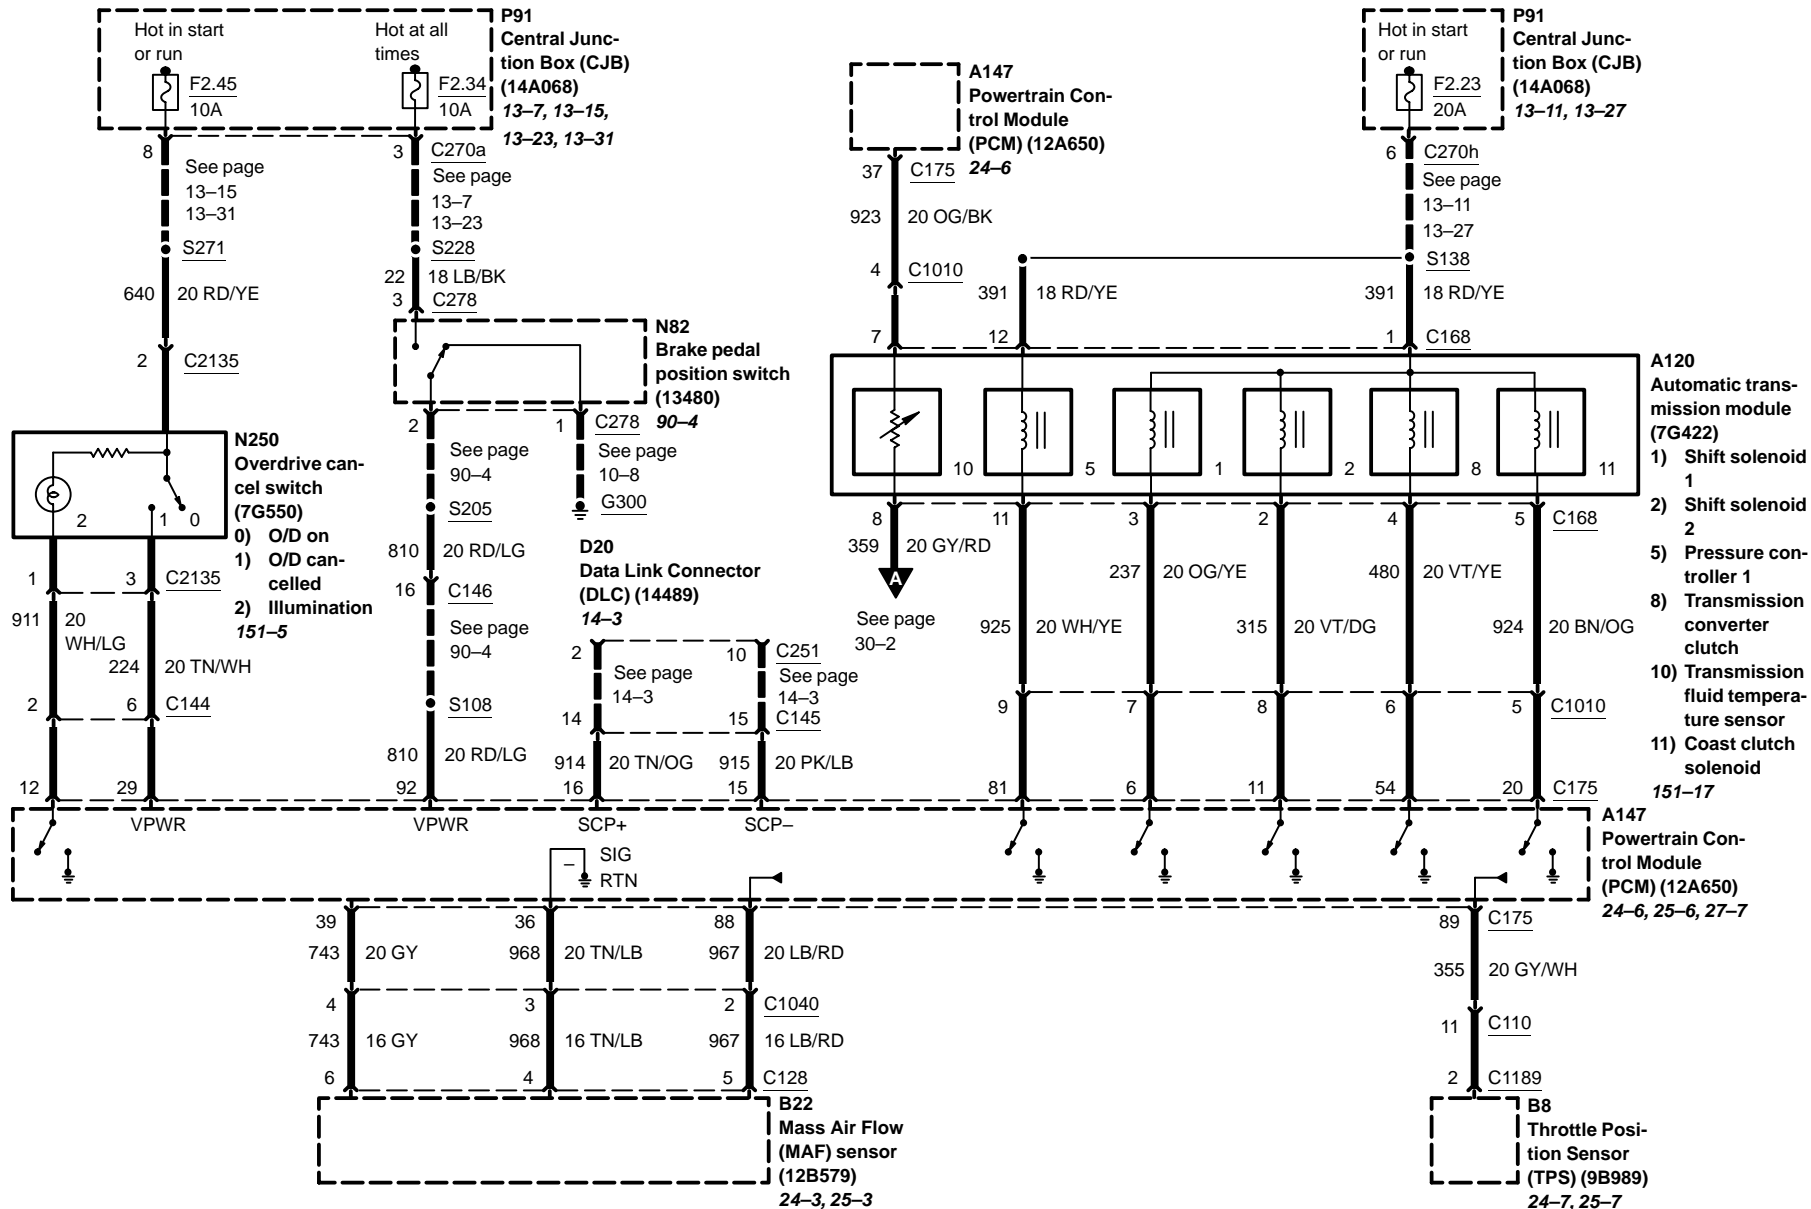 Hot in start
or run
F2.45
10A
Hot at all
times
F2.34
10A
P91
Central Junc-
tion Box (CJB)
(14A068)
13–7, 13–15,
13–23, 13–31
8
See page
13–15
13–31
S271
640 20 RD/YE
2 C2135
3 C270a
See page
13–7
13–23
S228
22 18 LB/BK
3 C278
N82
Brake pedal
position switch
(13480)
90–4
2
1 C278
See page
90–4
See page
10–8
S205
G300
810 20 RD/LG
16 C146
See page
90–4
S108
810 20 RD/LG
92
N250
Overdrive can-
cel switch
(7G550)
0) O/D on
1) O/D can-
celled
2) Illumination
151–5
2
1 0
1 3 C2135
911 20
WH/LG
224 20 TN/WH
2 6 C144
12 29
D20
Data Link Connector
(DLC) (14489)
14–3
2 10 C251
See page
14–3
See page
14–3
14 15 C145
914 20 TN/OG
915 20 PK/LB
16 15
A147
Powertrain Con-
trol Module
(PCM) (12A650)
24–6
37 C175
923 20 OG/BK
4 C1010
7
Hot in start
or run
F2.23
20A
P91
Central Junc-
tion Box (CJB)
(14A068)
13–11, 13–27
6 C270h
See page
13–11
13–27
S138
391 18 RD/YE
391 18 RD/YE
12 1 C168
10 5 1 2 8 11
A120
Automatic trans-
mission module
(7G422)
1) Shift solenoid
1
2) Shift solenoid
2
5) Pressure con-
troller 1
8) Transmission
converter
clutch
10) Transmission
fluid tempera-
ture sensor
11) Coast clutch
solenoid
151–17
8 11 3 2 4 5 C168
359 20 GY/RD
A
See page
30–2
237 20 OG/YE
480 20 VT/YE
925 20 WH/YE
315 20 VT/DG
924 20 BN/OG
9 7 8 6 5 C1010
81 6 11 54 20 C175
VPWR
VPWR
SCP+
SCP–
–
SIG
RTN
A147
Powertrain Con-
trol Module
(PCM) (12A650)
24–6, 25–6, 27–7
39 36 88 89 C175
743 20 GY
968 20 TN/LB
967 20 LB/RD
355 20 GY/WH
4 3 2 C1040
11 C110
743 16 GY
968 16 TN/LB
967 16 LB/RD
6 4 5 C128
2 C1189
B22
Mass Air Flow
(MAF) sensor
(12B579)
24–3, 25–3
B8
Throttle Posi-
tion Sensor
(TPS) (9B989)
24–7, 25–7